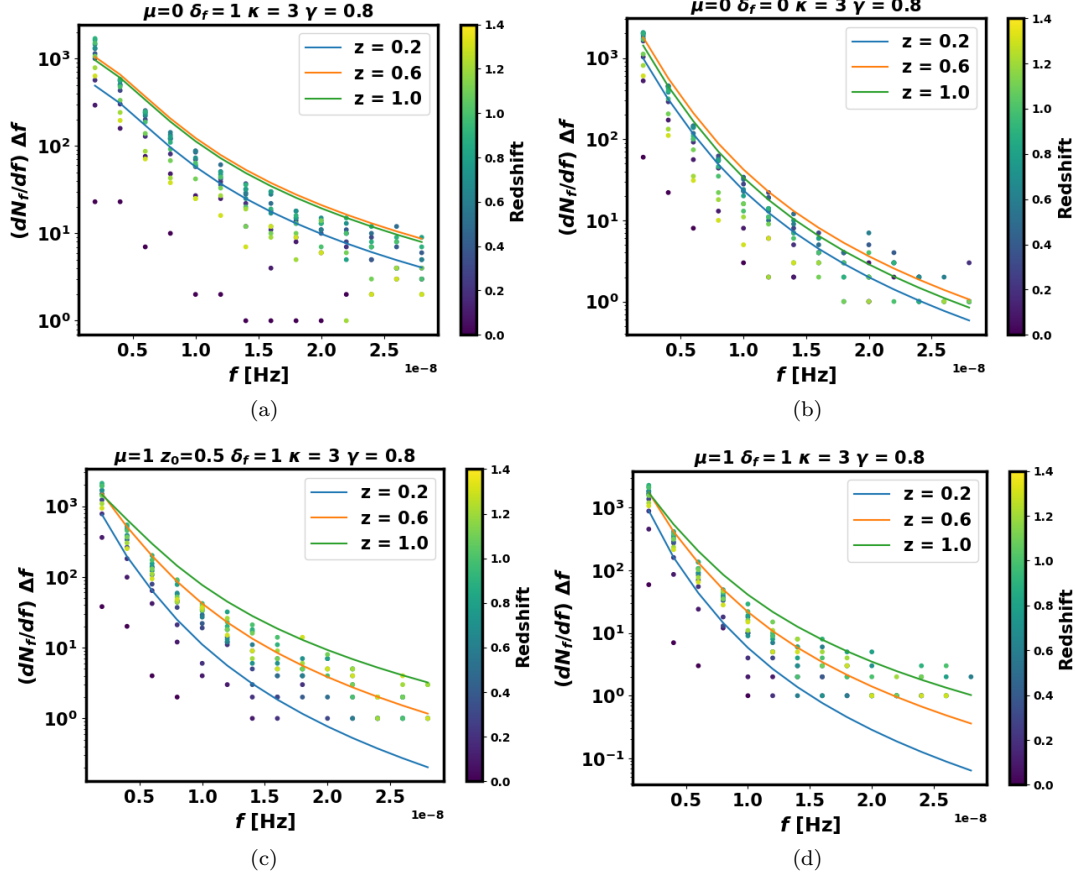 μ=0 δ_f = 1 κ = 3 γ = 0.8
z = 0.2
z = 0.6
z = 1.0
(dN_f/df) Δf
10³
10²
10¹
10⁰
0.5 1.0 1.5 2.0 2.5
1e−8
f [Hz]
1.4
1.2
1.0
0.8
0.6
0.4
0.2
0.0
Redshift
(a)
μ=0 δ_f = 0 κ = 3 γ = 0.8
z = 0.2
z = 0.6
z = 1.0
(dN_f/df) Δf
10³
10²
10¹
10⁰
0.5 1.0 1.5 2.0 2.5
1e−8
f [Hz]
1.4
1.2
1.0
0.8
0.6
0.4
0.2
0.0
Redshift
(b)
μ=1 z₀=0.5 δ_f = 1 κ = 3 γ = 0.8
z = 0.2
z = 0.6
z = 1.0
(dN_f/df) Δf
10³
10²
10¹
10⁰
0.5 1.0 1.5 2.0 2.5
1e−8
f [Hz]
1.4
1.2
1.0
0.8
0.6
0.4
0.2
0.0
Redshift
(c)
μ=1 δ_f = 1 κ = 3 γ = 0.8
z = 0.2
z = 0.6
z = 1.0
(dN_f/df) Δf
10³
10²
10¹
10⁰
10⁻¹
0.5 1.0 1.5 2.0 2.5
1e−8
f [Hz]
1.4
1.2
1.0
0.8
0.6
0.4
0.2
0.0
Redshift
(d)